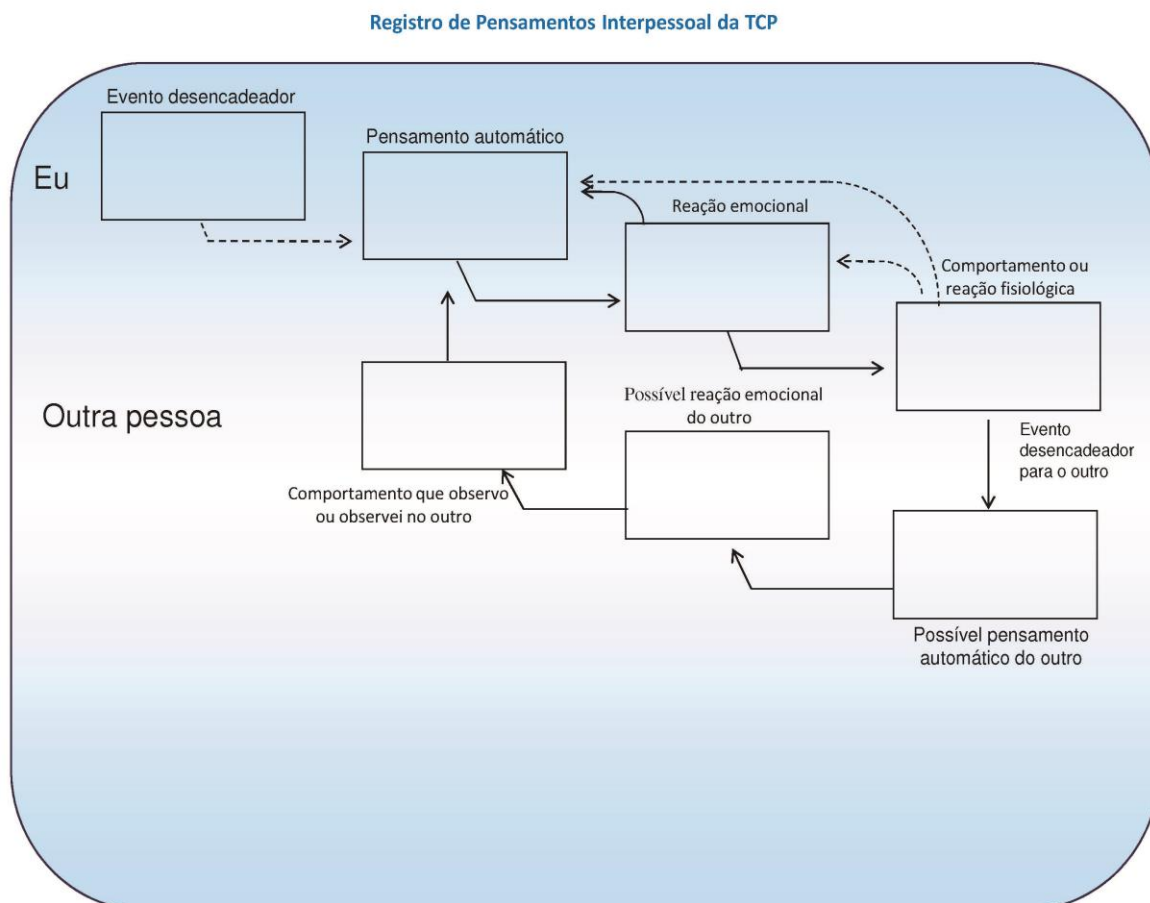 Registro de Pensamentos Interpessoal da TCP
Evento desencadeador
Pensamento automático
Eu
Reação emocional
Comportamento ou
reação fisiológica
Outra pessoa
Possível reação emocional
do outro
Evento
desencadeador
para o outro
Comportamento que observo
ou observei no outro
Possível pensamento
automático do outro